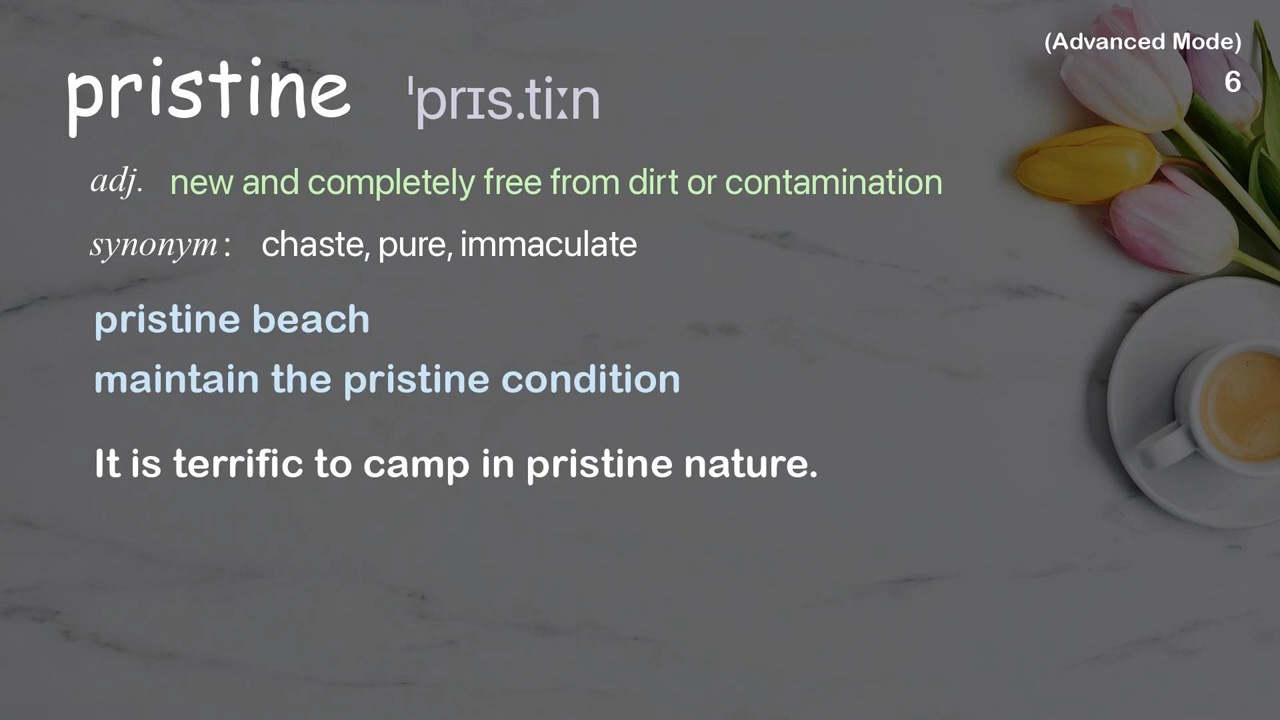 (Advanced Mode)
6
pristine ˈprɪs.tiːn
adj. new and completely free from dirt or contamination
synonym : chaste, pure, immaculate
pristine beach
maintain the pristine condition
It is terrific to camp in pristine nature.